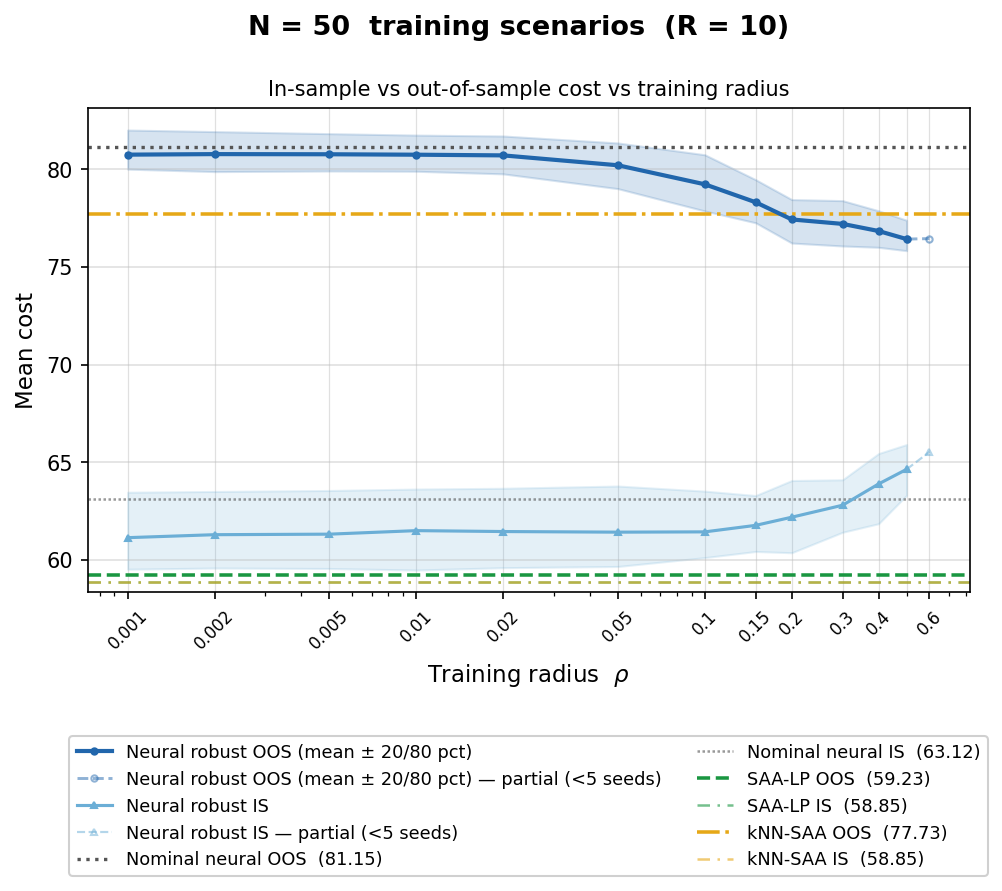 N = 50  training scenarios  (R = 10)
In-sample vs out-of-sample cost vs training radius
Mean cost
80
75
70
65
60
0.001
0.002
0.005
0.01
0.02
0.05
0.1
0.15
0.2
0.3
0.4
0.6
Training radius  ρ
Neural robust OOS (mean ± 20/80 pct)
Neural robust OOS (mean ± 20/80 pct) — partial (<5 seeds)
Neural robust IS
Neural robust IS — partial (<5 seeds)
Nominal neural OOS  (81.15)
Nominal neural IS  (63.12)
SAA-LP OOS  (59.23)
SAA-LP IS  (58.85)
kNN-SAA OOS  (77.73)
kNN-SAA IS  (58.85)